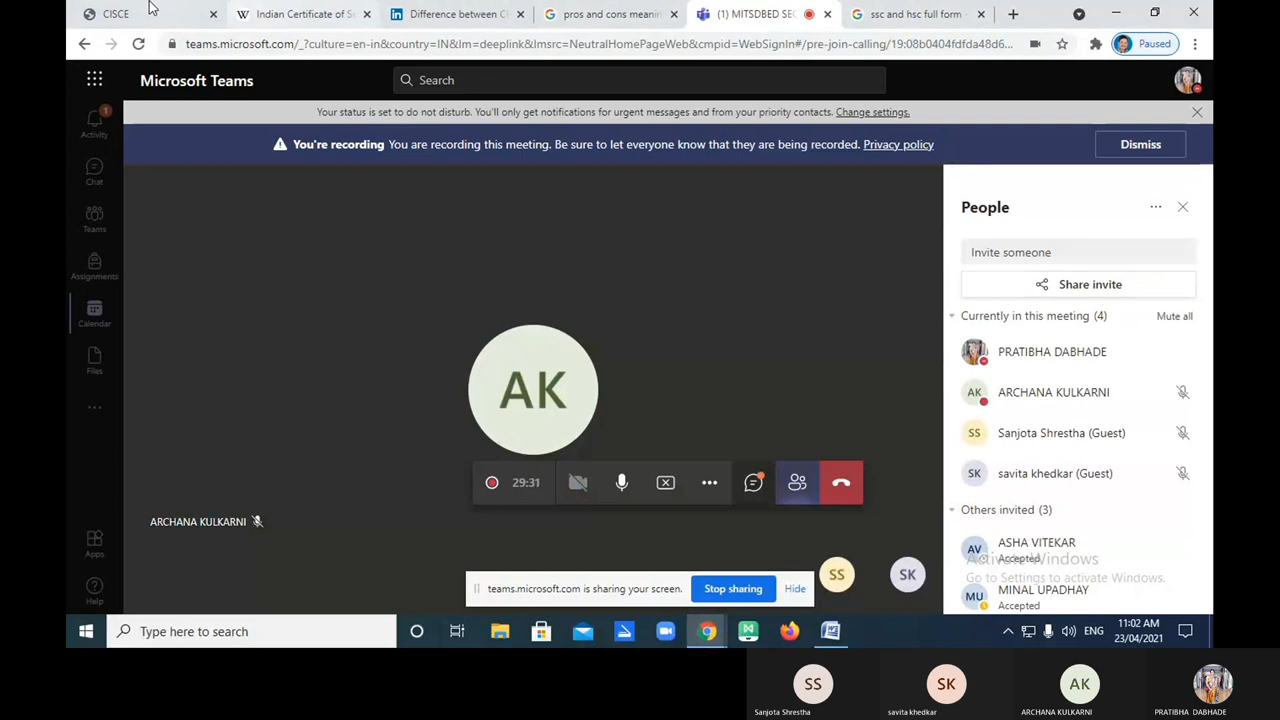 CISCE
Indian Certificate of Se
Difference between CI
pros and cons meanin
(1) MITSDBED SEC
ssc and hsc full form -
teams.microsoft.com/_?culture=en-in&country=IN&lm=deeplink&lmsrc=NeutralHomePageWeb&cmpid=WebSignIn#/pre-join-calling/19:08b0404fdfda48d6...
Paused
Microsoft Teams
Search
Your status is set to do not disturb. You'll only get notifications for urgent messages and from your priority contacts. Change settings.
You're recording You are recording this meeting. Be sure to let everyone know that they are being recorded. Privacy policy
Dismiss
Activity
1
Chat
Teams
Assignments
Calendar
Files
Apps
Help
AK
29:31
ARCHANA KULKARNI
SS
SK
teams.microsoft.com is sharing your screen.
Stop sharing
Hide
People
Invite someone
Share invite
Currently in this meeting (4)
Mute all
PRATIBHA DABHADE
AK ARCHANA KULKARNI
SS Sanjota Shrestha (Guest)
SK savita khedkar (Guest)
Others invited (3)
AV ASHA VITEKAR
Accepted
Activate Windows
Go to Settings to activate Windows.
MU MINAL UPADHAY
Accepted
Type here to search
ENG
11:02 AM
23/04/2021
SS
Sanjota Shrestha
SK
savita khedkar
AK
ARCHANA KULKARNI
PRATIBHA DABHADE